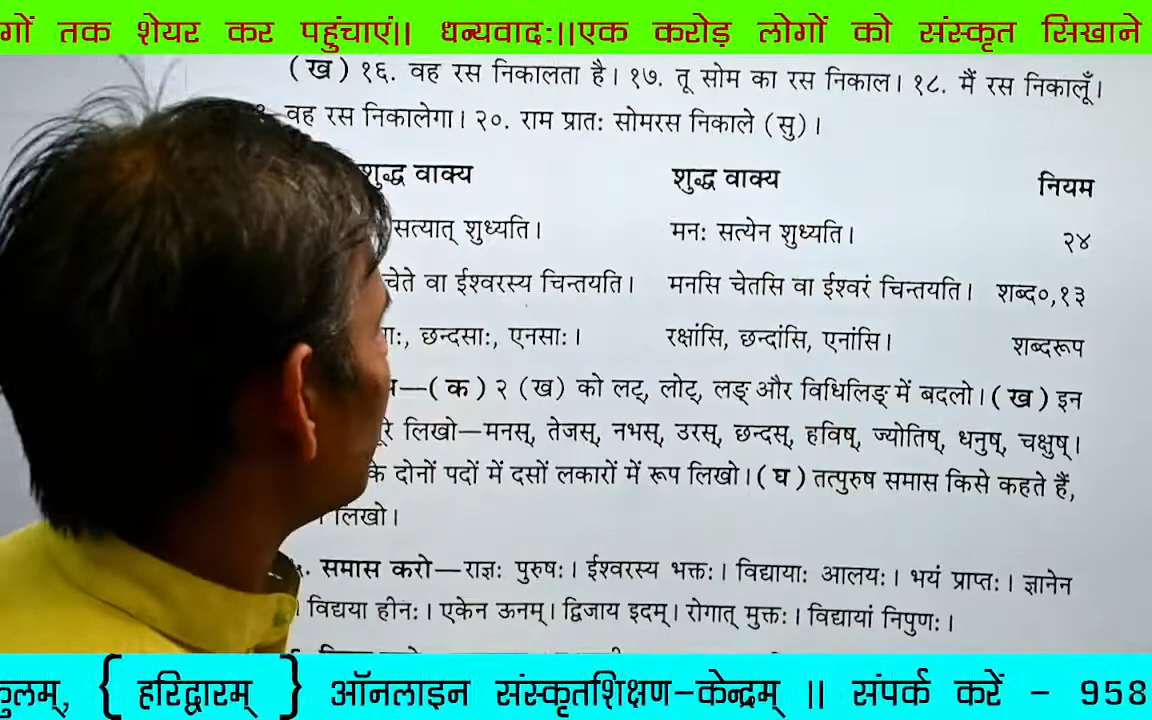 गों तक शेयर कर पहुंचाएं|| धन्यवादः||एक करोड़ लोगों को संस्कृत सिखाने
(ख) १६. वह रस निकालता है। १७. तू सोम का रस निकाल। १८. मैं रस निकालूँ।
वह रस निकालेगा। २०. राम प्रातः सोमरस निकाले (सु)।
शुद्ध वाक्य शुद्ध वाक्य नियम
सत्यात् शुध्यति। मनः सत्येन शुध्यति। २४
चेते वा ईश्वरस्य चिन्तयति। मनसि चेतसि वा ईश्वरं चिन्तयति। शब्द०,१३
छन्दसाः, एनसाः। रक्षांसि, छन्दांसि, एनांसि। शब्दरूप
—(क) २ (ख) को लट्, लोट्, लङ् और विधिलिङ् में बदलो। (ख) इन
लिखो—मनस्, तेजस्, नभस्, उरस्, छन्दस्, हविष्, ज्योतिष्, धनुष्, चक्षुष्।
के दोनों पदों में दसों लकारों में रूप लिखो। (घ) तत्पुरुष समास किसे कहते हैं,
लिखो।
समास करो—राज्ञः पुरुषः। ईश्वरस्य भक्तः। विद्यायाः आलयः। भयं प्राप्तः। ज्ञानेन
विद्यया हीनः। एकेन ऊनम्। द्विजाय इदम्। रोगात् मुक्तः। विद्यायां निपुणः।
कुलम्, { हरिद्वारम् } ऑनलाइन संस्कृतशिक्षण-केन्द्रम् || संपर्क करें - 958